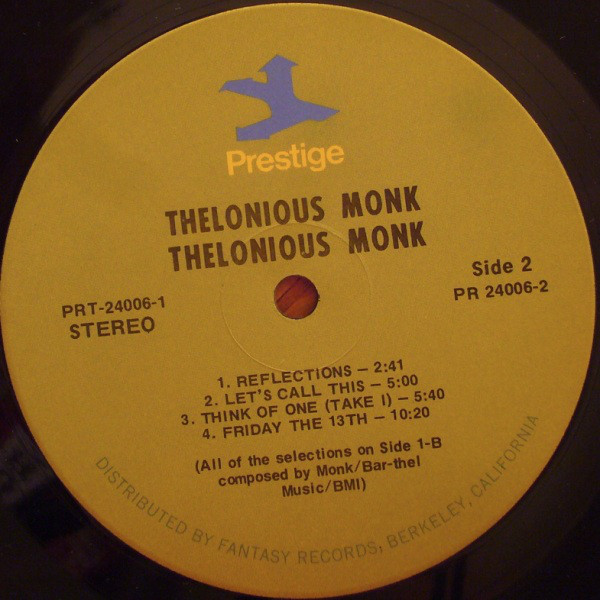 Prestige
THELONIOUS MONK
THELONIOUS MONK
PRT-24006-1
STEREO
Side 2
PR 24006-2
1. REFLECTIONS – 2:41
2. LET'S CALL THIS – 5:00
3. THINK OF ONE (TAKE I) – 5:40
4. FRIDAY THE 13TH – 10:20
(All of the selections on Side 1-B
composed by Monk/Bar-thel
Music/BMI)
DISTRIBUTED BY FANTASY RECORDS, BERKELEY, CALIFORNIA